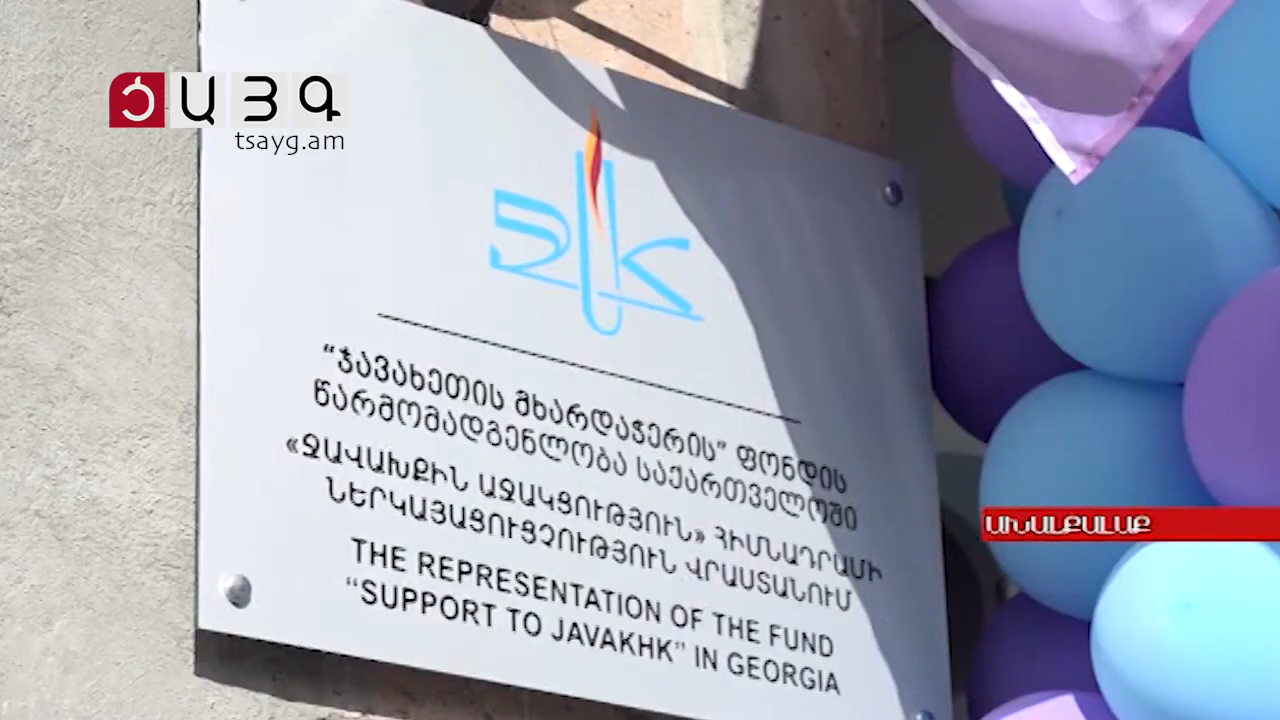 ԾԱՅԳ
tsayg.am
“ჯავახეთის მხარდაჭერის” ფონდის
წარმომადგენლობა საქართველოში
«ՋԱՎԱԽՔԻՆ ԱՋԱԿՑՈՒԹՅՈՒՆ» ՀԻՄՆԱԴՐԱՄԻ
ՆԵՐԿԱՅԱՑՈՒՑՉՈՒԹՅՈՒՆ ՎՐԱՍՏԱՆՈՒՄ
THE REPRESENTATION OF THE FUND
“SUPPORT TO JAVAKHK” IN GEORGIA
ԱԽԱԼՔԱԼԱՔ